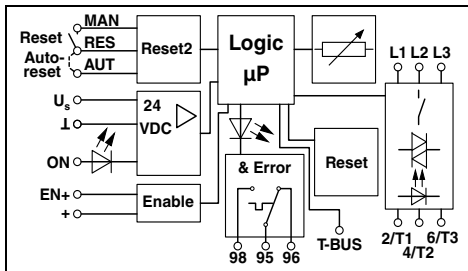 Reset
MAN
RES
Auto-
reset
AUT
Reset2
Logic
µP
L1 L2 L3
Us
⊥
24
VDC
ON
EN+
+
Enable
& Error
Reset
98 95 96
T-BUS
2/T1
4/T2
6/T3